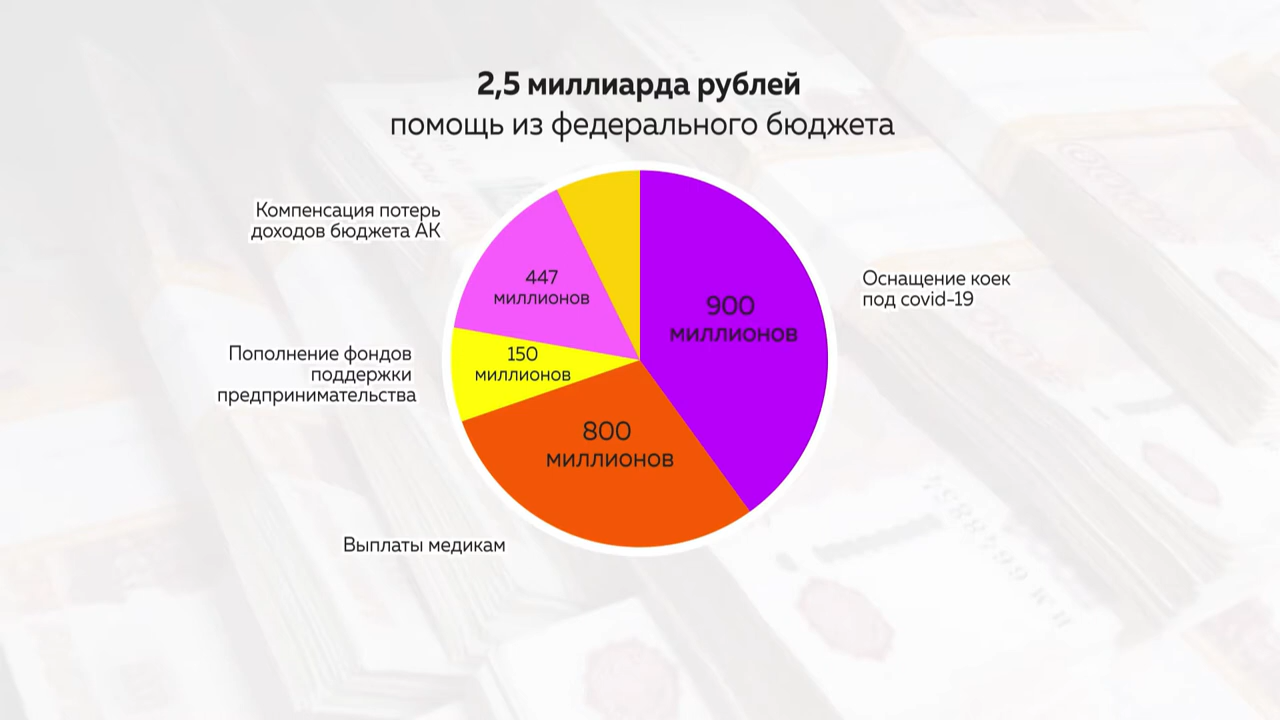 2,5 миллиарда рублей
помощь из федерального бюджета
Компенсация потерь
доходов бюджета АК
447
миллионов
Оснащение коек
под covid-19
900
миллионов
Пополнение фондов
поддержки
предпринимательства
150
миллионов
800
миллионов
Выплаты медикам